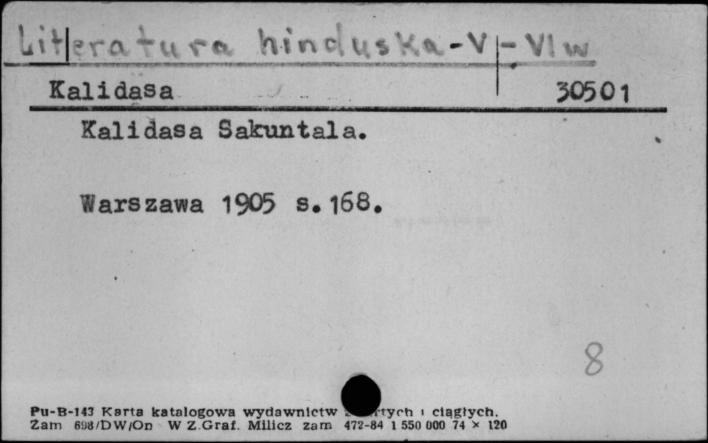 Literatura hinduska - V - VI w
Kalidasa 30501
Kalidasa Sakuntala.
Warszawa 1905 s.168.
8
Pu-B-143 Karta katalogowa wydawnictw i ciągłych.
Zam 698/DW/On W Z.Graf. Milicz zam 472-84 1 550 000 74 × 120